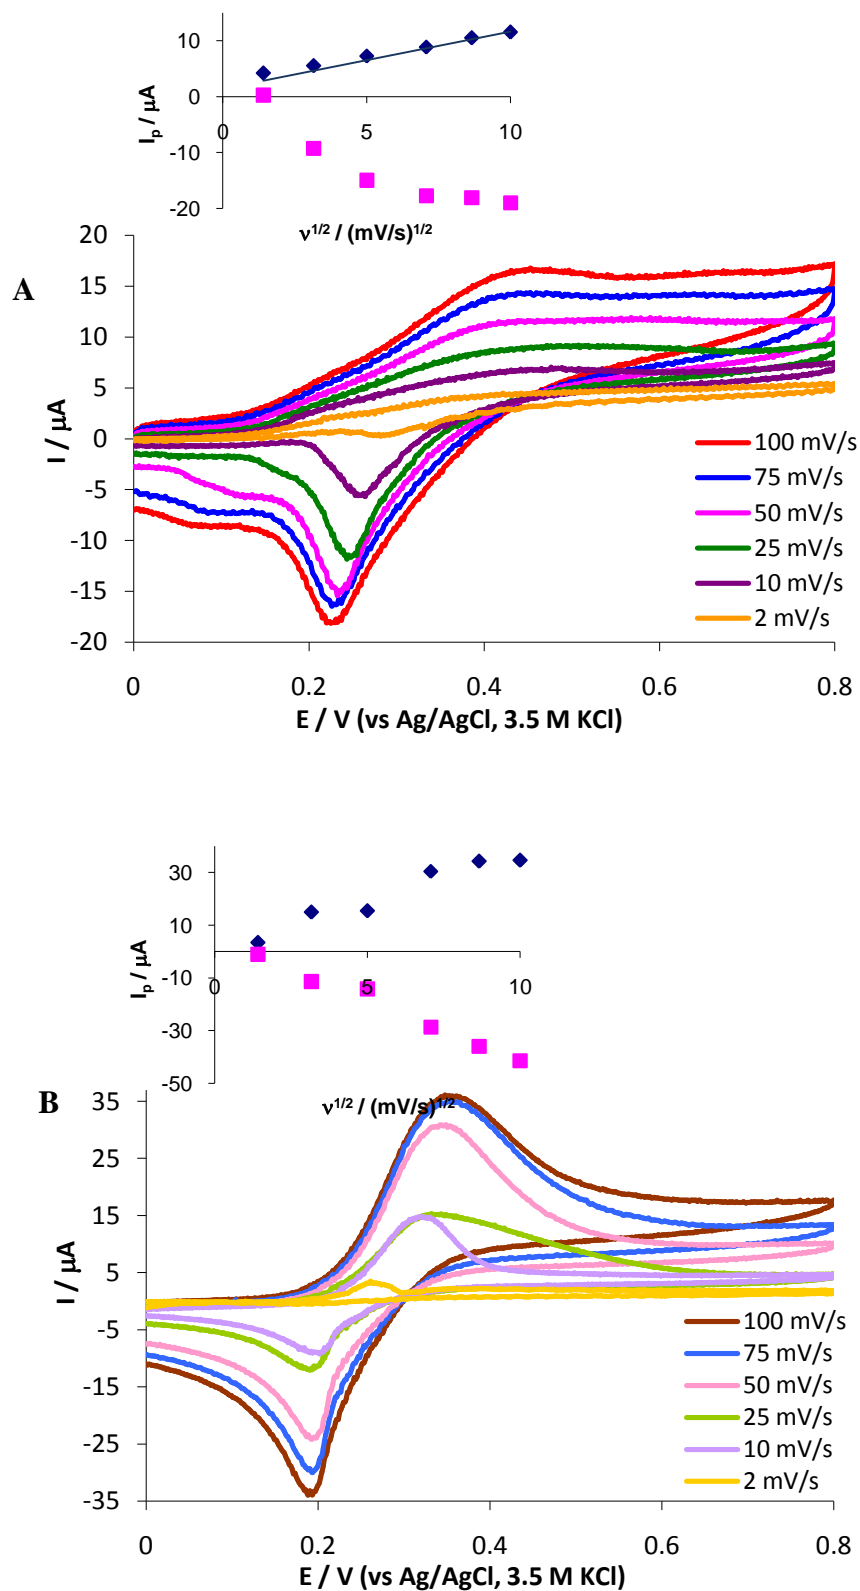 10
0
0
5
10
-10
-20
Ip / µA
ν1/2 / (mV/s)1/2
A
20
15
10
5
0
-5
-10
-15
-20
I / µA
100 mV/s
75 mV/s
50 mV/s
25 mV/s
10 mV/s
2 mV/s
0
0.2
0.4
0.6
0.8
E / V (vs Ag/AgCl, 3.5 M KCl)
30
10
-10
-30
-50
0
5
10
Ip / µA
ν1/2 / (mV/s)1/2
B
35
25
15
5
-5
-15
-25
-35
I / µA
100 mV/s
75 mV/s
50 mV/s
25 mV/s
10 mV/s
2 mV/s
0
0.2
0.4
0.6
0.8
E / V (vs Ag/AgCl, 3.5 M KCl)